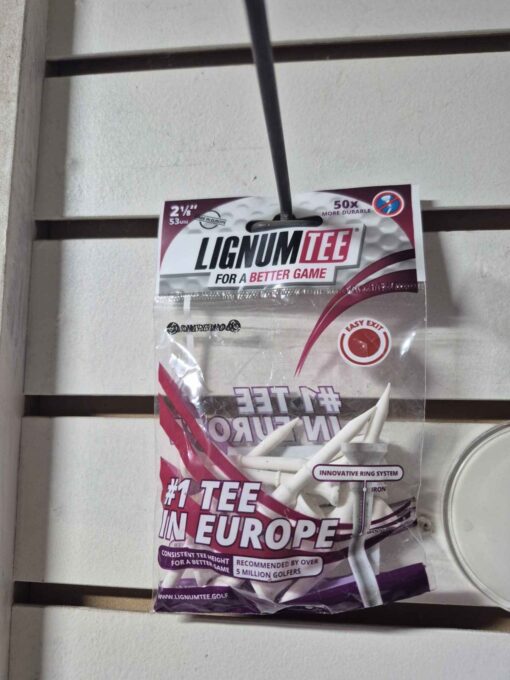 2⅛"
53mm
50X
MORE DURABLE
LIGNUMTEE
FOR A BETTER GAME
EASY EXIT
#1 TEE
IN EURO
INNOVATIVE RING SYSTEM
IRON
#1 TEE
IN EUROPE
CONSISTENT TEE HEIGHT
FOR A BETTER GAME
RECOMMENDED BY OVER
5 MILLION GOLFERS
WWW.LIGNUMTEE.GOLF